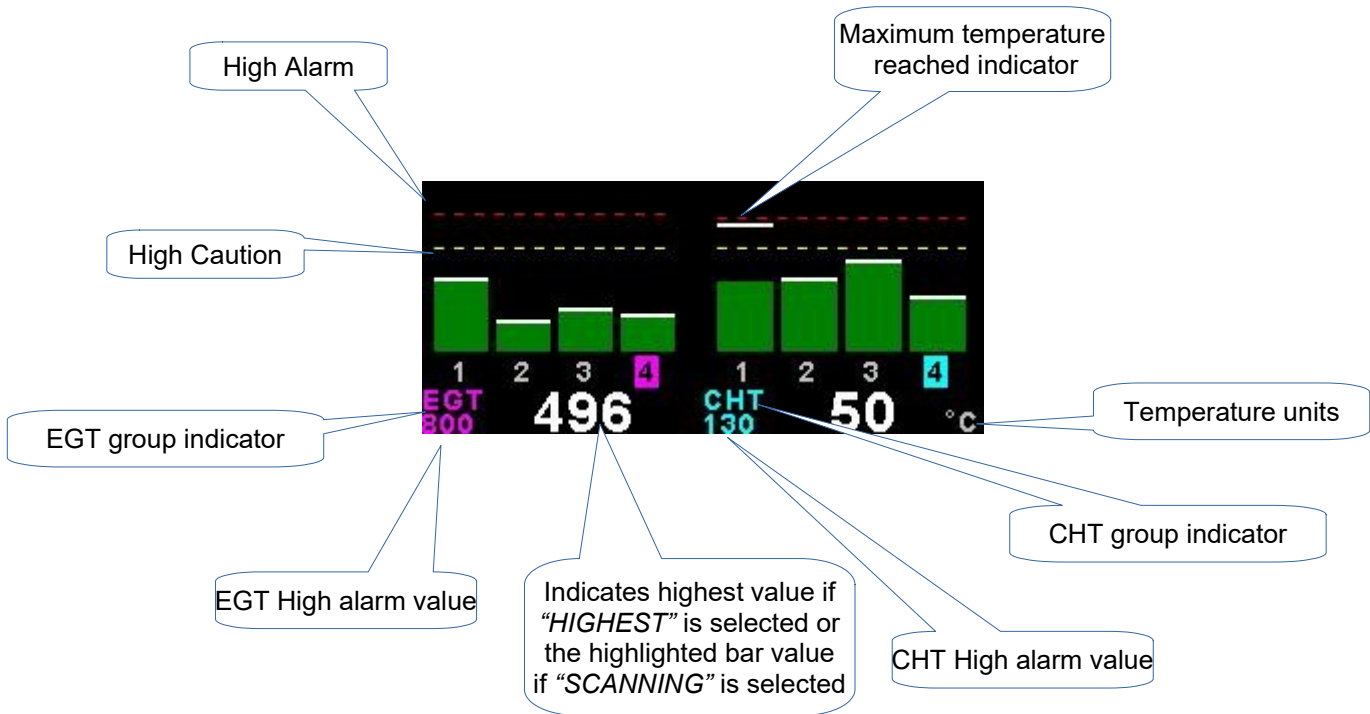 High Alarm
Maximum temperature
reached indicator
High Caution
1 2 3 4
1 2 3 4
EGT
800
496
CHT
130
50
°C
EGT group indicator
Temperature units
CHT group indicator
EGT High alarm value
Indicates highest value if
“HIGHEST” is selected or
the highlighted bar value
if “SCANNING” is selected
CHT High alarm value